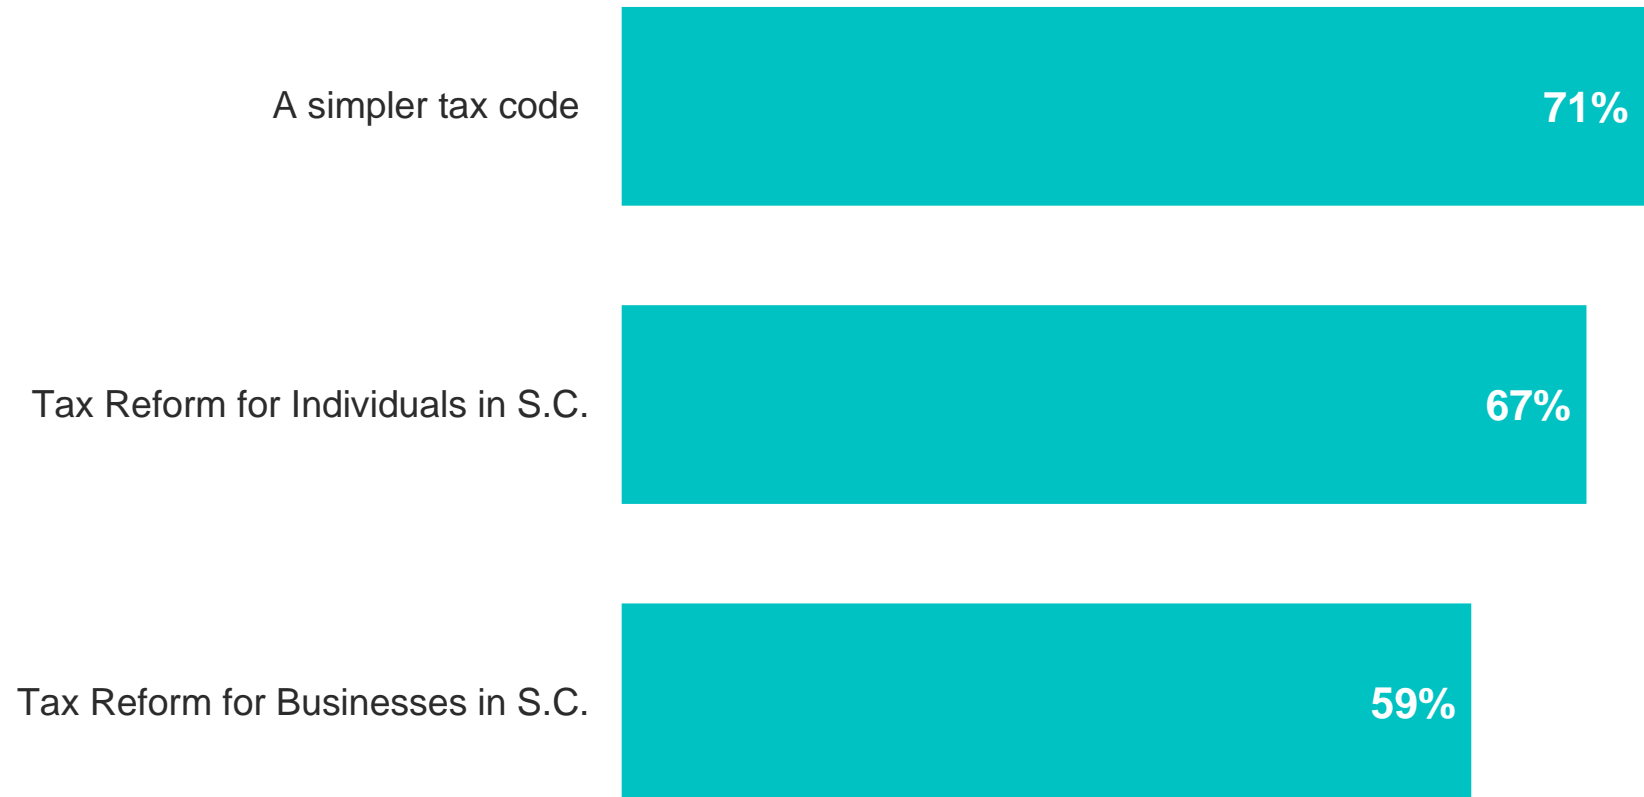 A simpler tax code
71%
Tax Reform for Individuals in S.C.
67%
Tax Reform for Businesses in S.C.
59%